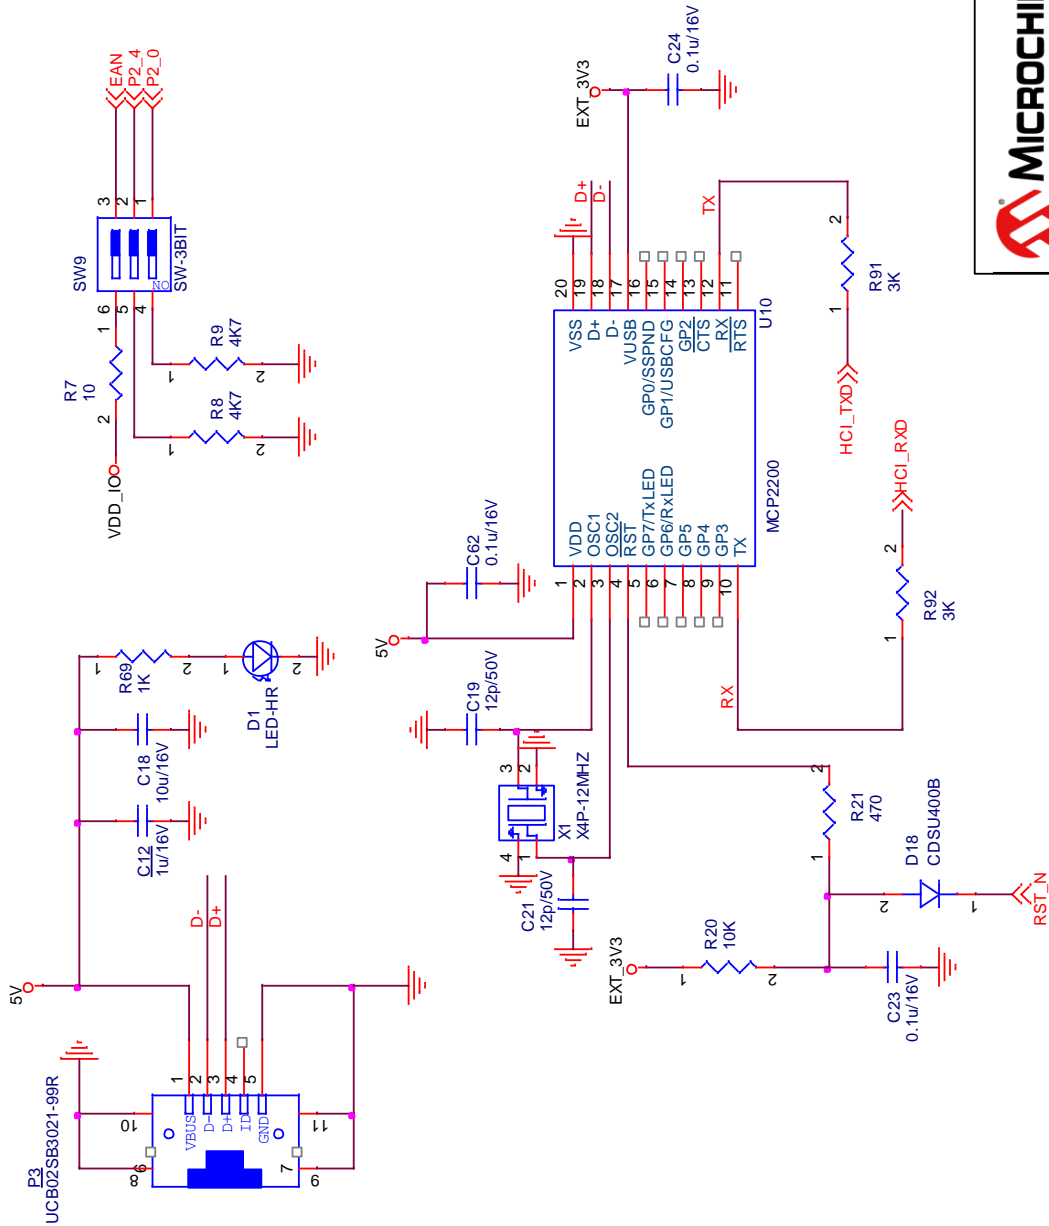 SW9
SW-3BIT
NO
3
2
1
6
5
4
EAN
P2_4
P2_0
R7
10
1
2
VDD_IO
R9
4K7
1
2
R8
4K7
1
2
5V
R69
1K
1
2
D1
LED-HR
1
2
C18
10u/16V
C12
1u/16V
D-
D+
5V
P3
UCB02SB3021-99R
1
2
3
4
5
VBUS
D-
D+
ID
GND
10
11
6
7
8
9
EXT_3V3
C24
0.1u/16V
D+
D-
TX
20
19
18
17
16
15
14
13
12
11
VSS
D+
D-
VUSB
GP0/SSPND
GP1/USBCFG
GP2
CTS
RX
RTS
U10
MCP2200
VDD
OSC1
OSC2
RST
GP7/TxLED
GP6/RxLED
GP5
GP4
GP3
TX
1
2
3
4
5
6
7
8
9
10
C62
0.1u/16V
C19
12p/50V
X1
X4P-12MHZ
3
2
4
1
C21
12p/50V
RX
R91
3K
2
1
HCI_TXD
HCI_RXD
R92
3K
2
1
R21
470
2
1
D18
CDSU400B
2
1
RST_N
EXT_3V3
R20
10K
1
2
C23
0.1u/16V
MICROCHI